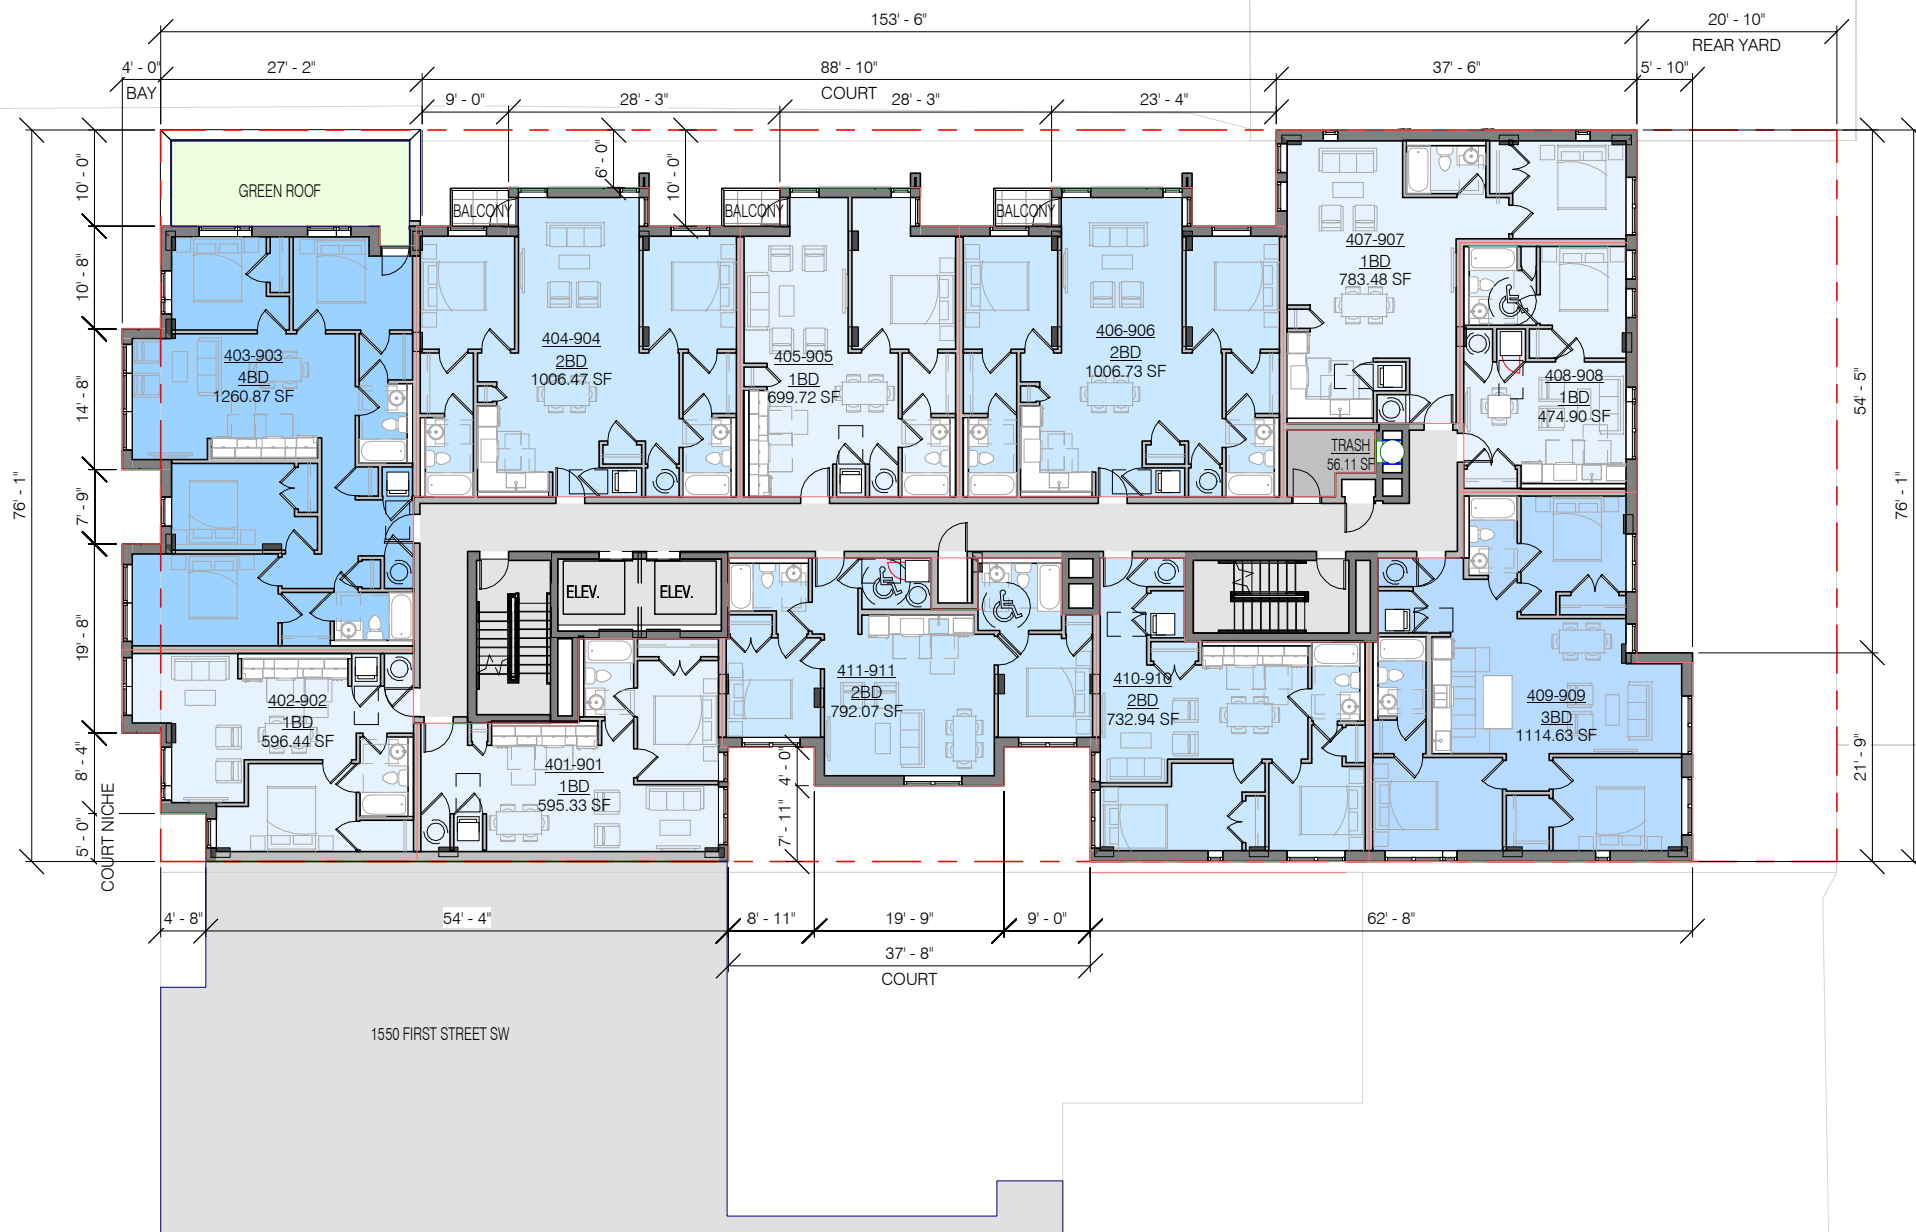 153' - 6"
20' - 10"
REAR YARD
4' - 0"
BAY
27' - 2"
88' - 10"
COURT
37' - 6"
5' - 10"
9' - 0"
28' - 3"
28' - 3"
23' - 4"
10' - 0"
6' - 0"
10' - 0"
GREEN ROOF
BALCONY
BALCONY
BALCONY
10' - 8"
14' - 8"
7' - 9"
19' - 8"
8' - 4"
5' - 0"
COURT NICHE
76' - 1"
54' - 5"
76' - 1"
21' - 9"
403-903
4BD
1260.87 SF
404-904
2BD
1006.47 SF
405-905
1BD
699.72 SF
406-906
2BD
1006.73 SF
407-907
1BD
783.48 SF
408-908
1BD
474.90 SF
TRASH
56.11 SF
ELEV.
ELEV.
402-902
1BD
596.44 SF
401-901
1BD
595.33 SF
411-911
2BD
792.07 SF
410-910
2BD
732.94 SF
409-909
3BD
1114.63 SF
4' - 0"
7' - 11"
4' - 8"
54' - 4"
8' - 11"
19' - 9"
9' - 0"
62' - 8"
37' - 8"
COURT
1550 FIRST STREET SW